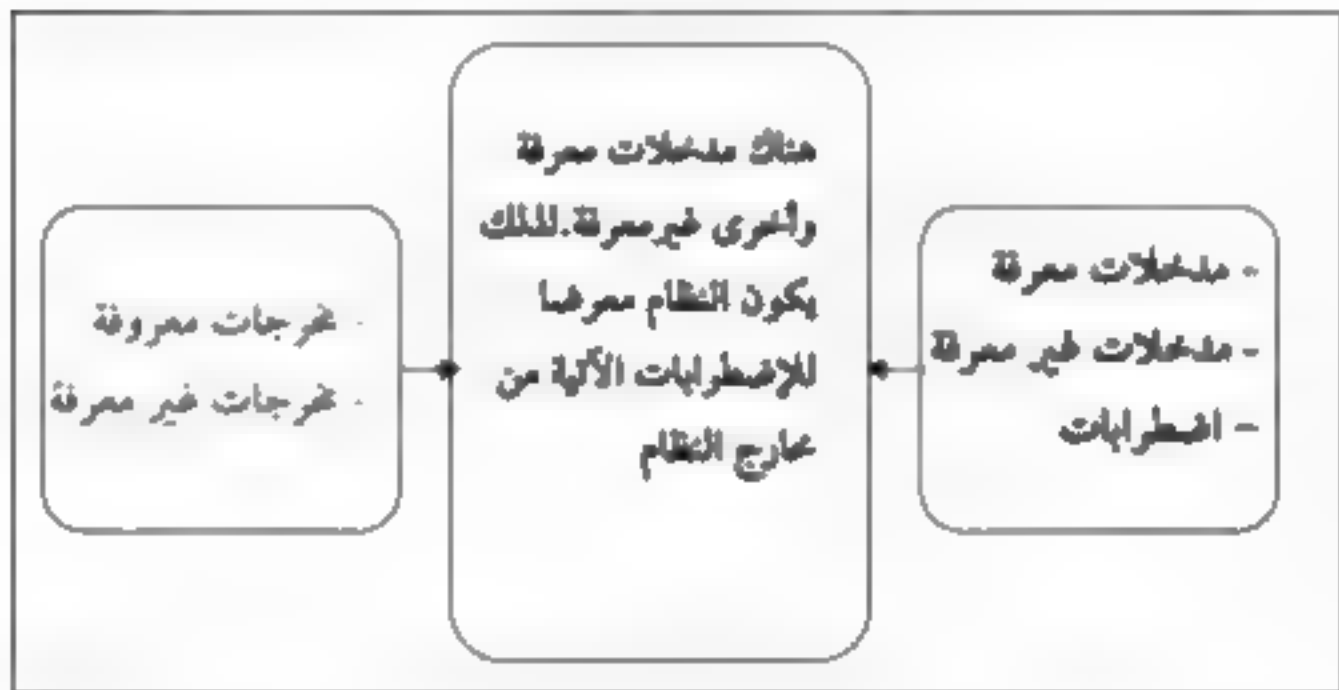 - مدخلات معرفة
- مدخلات غير معرفة
- اضطرابات
هناك مدخلات معرفة
وأخرى غير معرفة.لذلك
يكون النظام معرضا
للإضطرابات الآتية من
خارج النظام
- مخرجات معروفة
- مخرجات غير معرفة